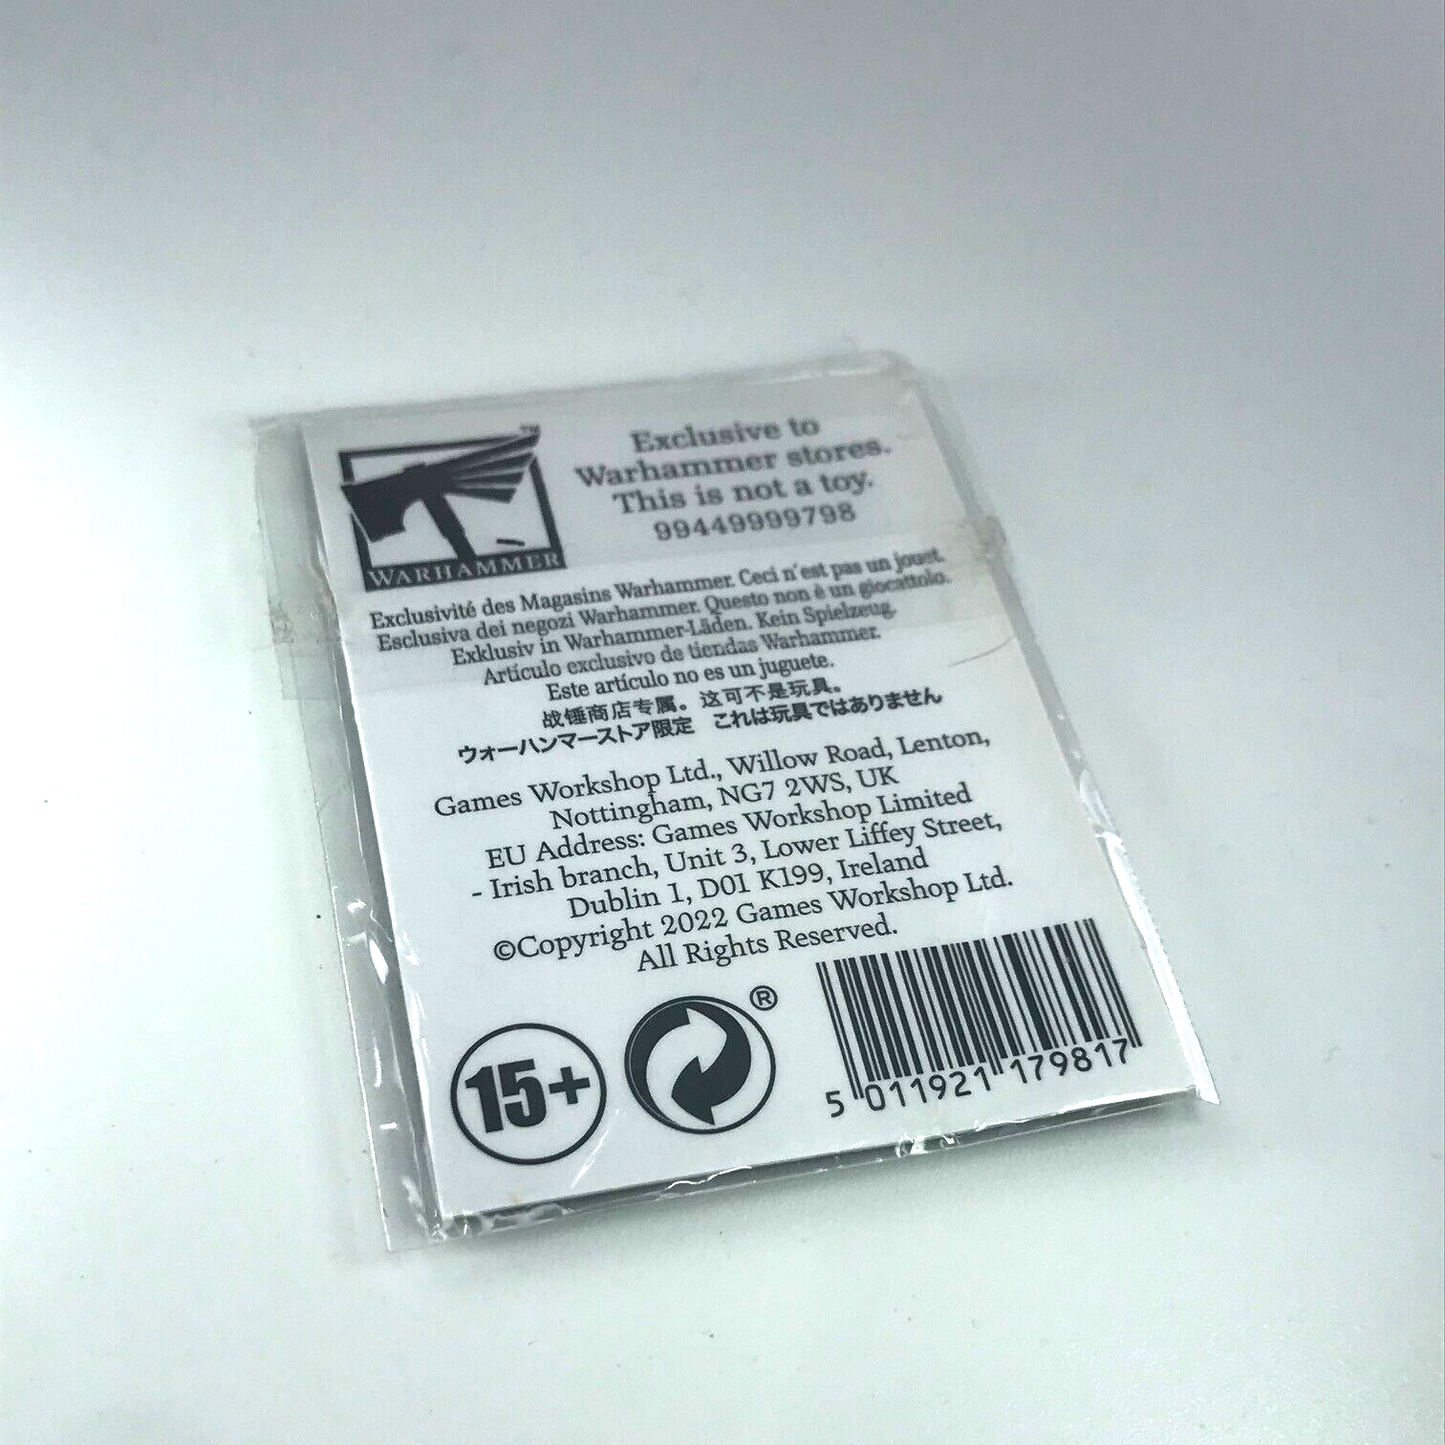 TM
WARHAMMER
Exclusive to
Warhammer stores.
This is not a toy.
99449999798
Exclusivité des Magasins Warhammer. Ceci n'est pas un jouet.
Esclusiva dei negozi Warhammer. Questo non è un giocattolo.
Exklusiv in Warhammer-Läden. Kein Spielzeug.
Artículo exclusivo de tiendas Warhammer.
Este artículo no es un juguete.
战锤商店专属。这可不是玩具。
ウォーハンマーストア限定 これは玩具ではありません
Games Workshop Ltd., Willow Road, Lenton,
Nottingham, NG7 2WS, UK
EU Address: Games Workshop Limited
- Irish branch, Unit 3, Lower Liffey Street,
Dublin 1, D01 K199, Ireland
©Copyright 2022 Games Workshop Ltd.
All Rights Reserved.
15+
®
5 011921 179817